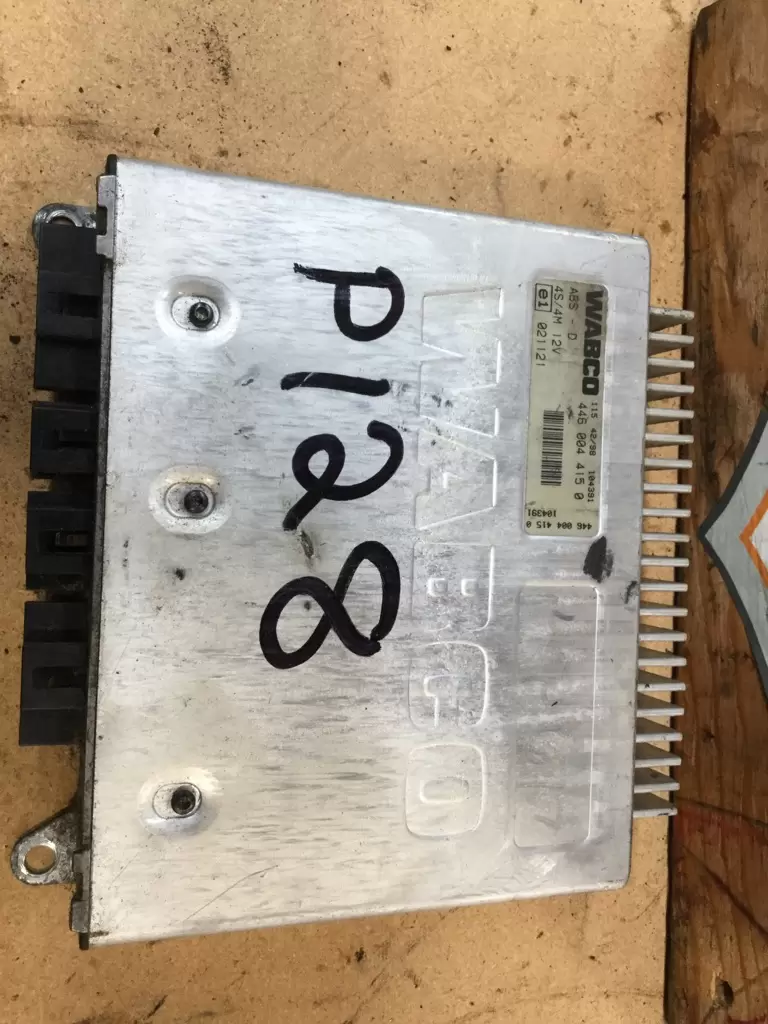 WABCO
115 42/98 104391
446 004 415 0
ABS - D
4S/4M 12V
e1 021121
446 004 415 0
104391
WABCO
P128